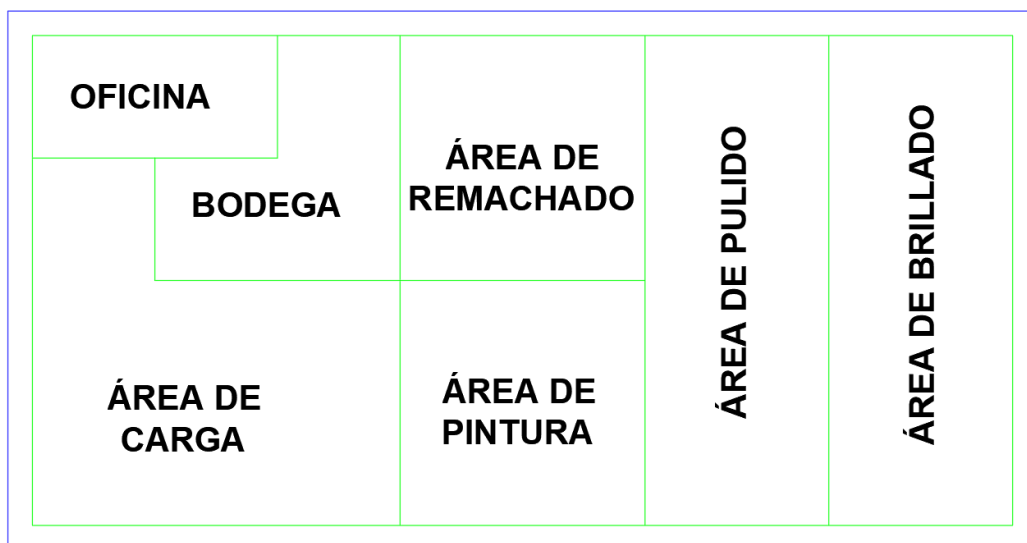 OFICINA
BODEGA
ÁREA DE
REMACHADO
ÁREA DE
CARGA
ÁREA DE
PINTURA
ÁREA DE PULIDO
ÁREA DE BRILLADO